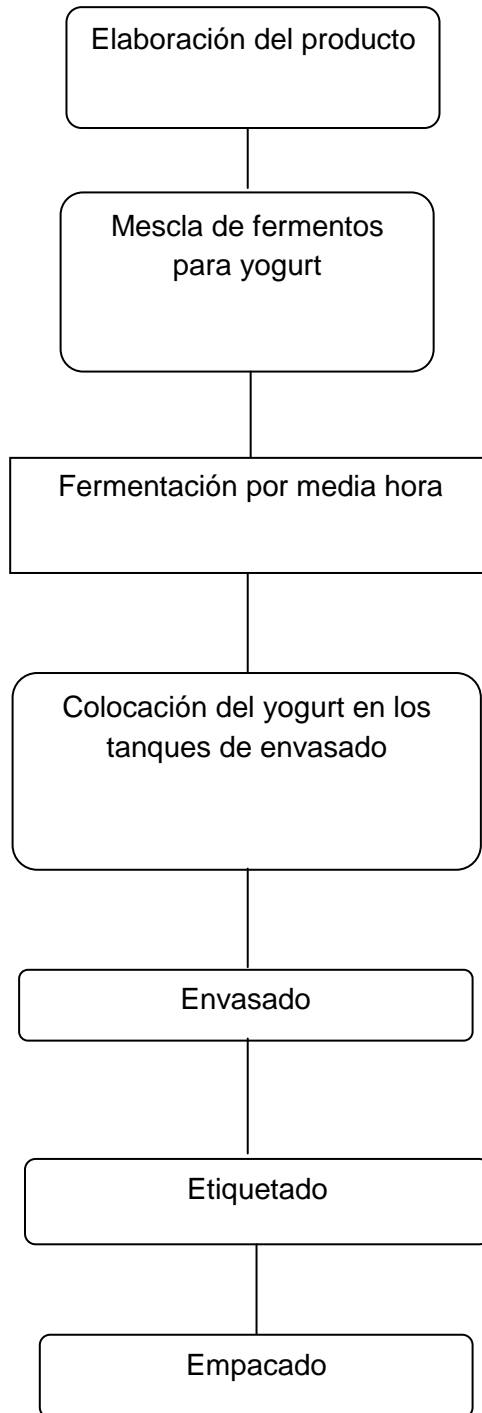 Elaboración del producto
Mescla de fermentos
para yogurt
Fermentación por media hora
Colocación del yogurt en los
tanques de envasado
Envasado
Etiquetado
Empacado